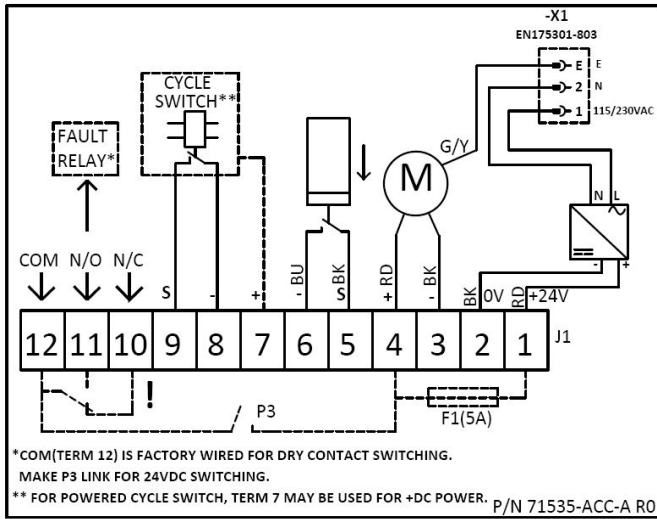 -X1
EN175301-803
E E
2 N
1 115/230VAC
CYCLE
SWITCH**
FAULT
RELAY*
G/Y
M
N L
COM N/O N/C
S - +
- BU
S BK
+ RD
- BK
BK 0V
RD +24V
- +
12 11 10 9 8 7 6 5 4 3 2 1 J1
! P3
F1(5A)
*COM(TERM 12) IS FACTORY WIRED FOR DRY CONTACT SWITCHING.
MAKE P3 LINK FOR 24VDC SWITCHING.
** FOR POWERED CYCLE SWITCH, TERM 7 MAY BE USED FOR +DC POWER.
P/N 71535-ACC-A R0